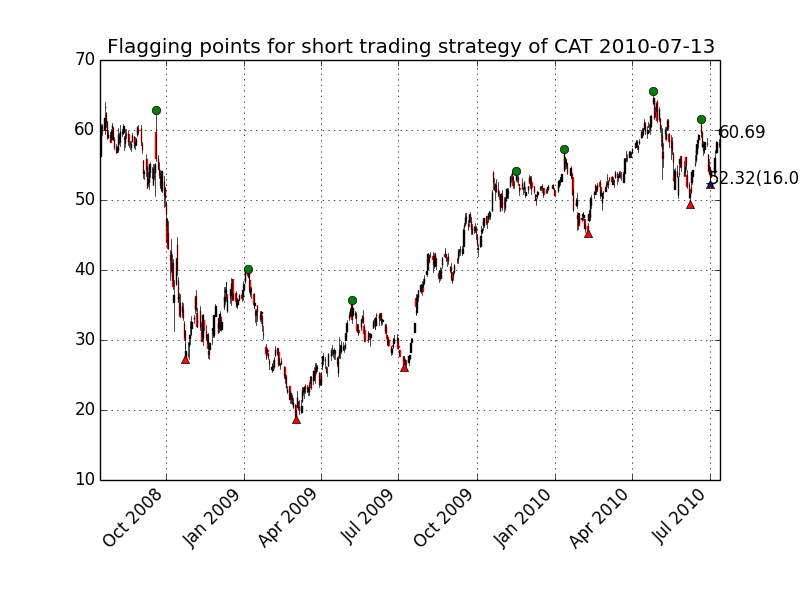 Flagging points for short trading strategy of CAT 2010-07-13
70
60
50
40
30
20
10
60.69
52.32(16.0
Oct 2008
Jan 2009
Apr 2009
Jul 2009
Oct 2009
Jan 2010
Apr 2010
Jul 2010